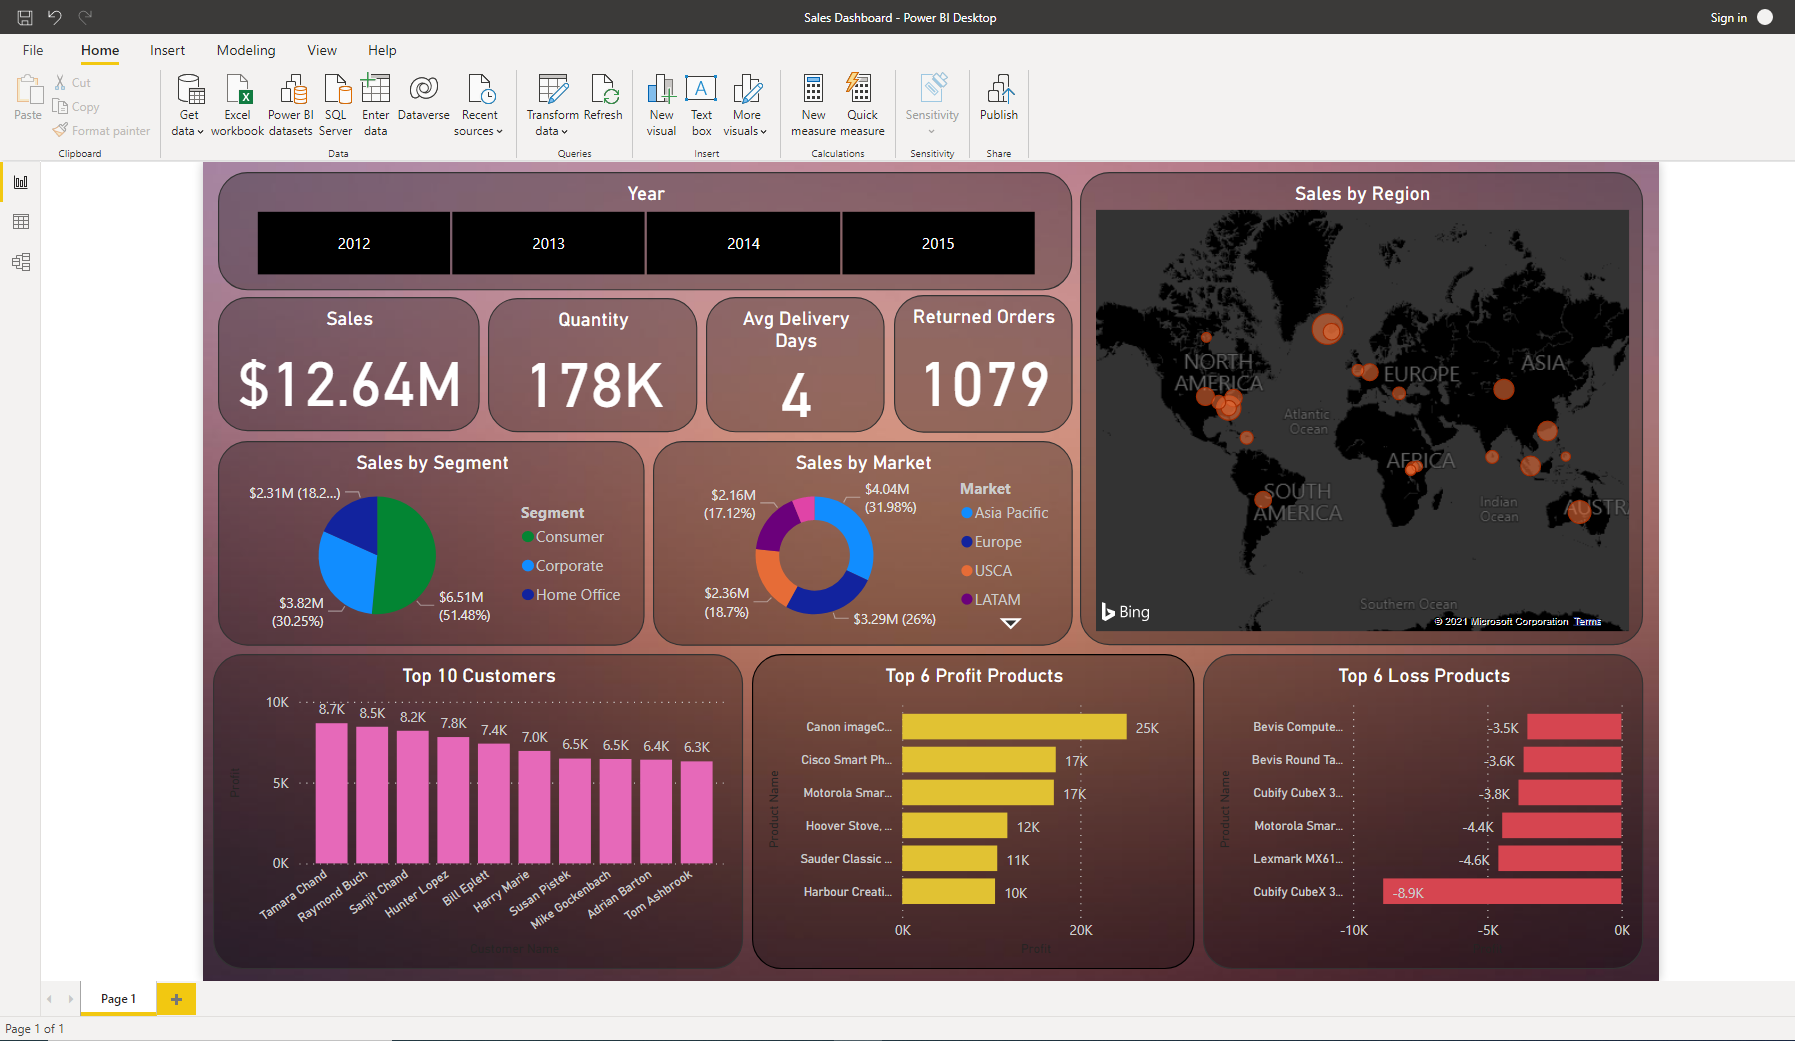 Sales Dashboard - Power BI Desktop
Sign in
File Home Insert Modeling View Help
Paste
Cut
Copy
Format painter
Clipboard
Get data
Excel workbook
Power BI datasets
SQL Server
Enter data
Dataverse
Recent sources
Data
Transform data
Refresh
Queries
New visual
Text box
More visuals
Insert
New measure
Quick measure
Calculations
Sensitivity
Sensitivity
Publish
Share
Year
2012 2013 2014 2015
Sales
$12.64M
Quantity
178K
Avg Delivery
Days
4
Returned Orders
1079
Sales by Region
NORTH
AMERICA
EUROPE
ASIA
Atlantic
Ocean
AFRICA
SOUTH
AMERICA
Indian
Ocean
AUSTR
Southern Ocean
Bing
© 2021 Microsoft Corporation Terms
Sales by Segment
$2.31M (18.2...)
$3.82M
(30.25%)
$6.51M
(51.48%)
Segment
Consumer
Corporate
Home Office
Sales by Market
$2.16M
(17.12%)
$4.04M
(31.98%)
$2.36M
(18.7%)
$3.29M (26%)
Market
Asia Pacific
Europe
USCA
LATAM
Top 10 Customers
Profit
10K
5K
0K
8.7K 8.5K 8.2K 7.8K 7.4K 7.0K 6.5K 6.5K 6.4K 6.3K
Tamara Chand
Raymond Buch
Sanjit Chand
Hunter Lopez
Bill Eplett
Harry Marie
Susan Pistek
Mike Gockenbach
Adrian Barton
Tom Ashbrook
Customer Name
Top 6 Profit Products
Product Name
Canon imageC... 25K
Cisco Smart Ph... 17K
Motorola Smar... 17K
Hoover Stove, ... 12K
Sauder Classic ... 11K
Harbour Creati... 10K
0K 20K
Profit
Top 6 Loss Products
Product Name
Bevis Compute... -3.5K
Bevis Round Ta... -3.6K
Cubify CubeX 3... -3.8K
Motorola Smar... -4.4K
Lexmark MX61... -4.6K
Cubify CubeX 3... -8.9K
-10K -5K 0K
Page 1
Page 1 of 1